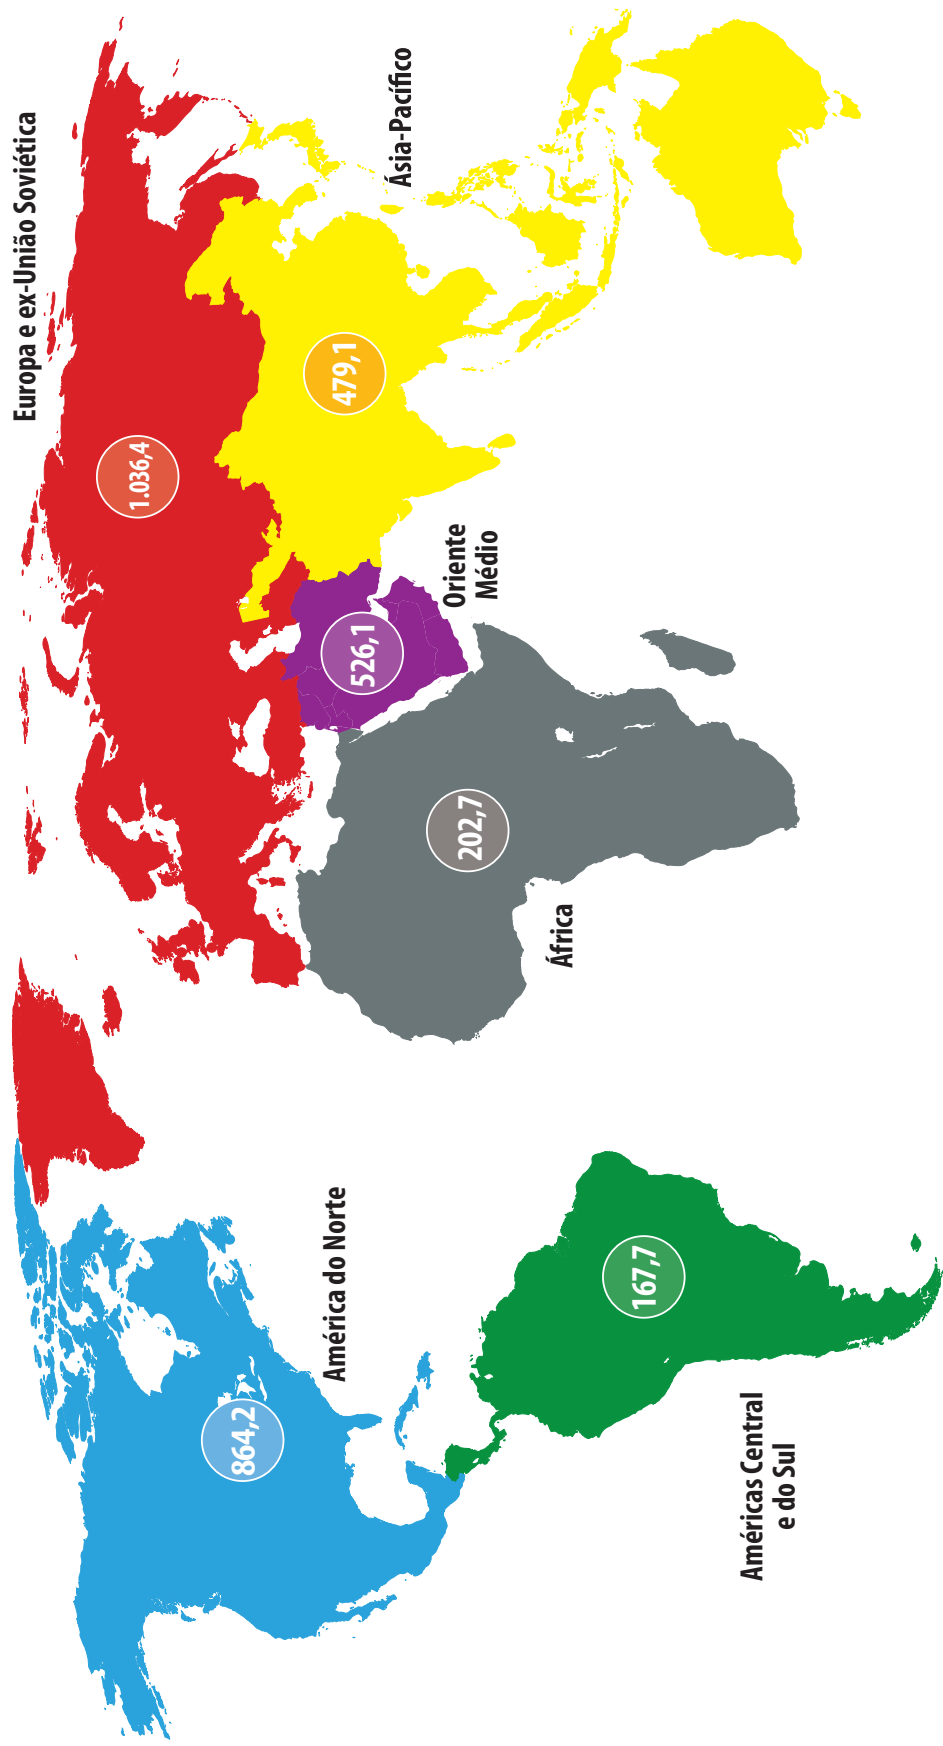 Europa e ex-União Soviética
1.036,4
Ásia-Pacífico
479,1
Oriente
Médio
526,1
África
202,7
América do Norte
864,2
Américas Central
e do Sul
167,7